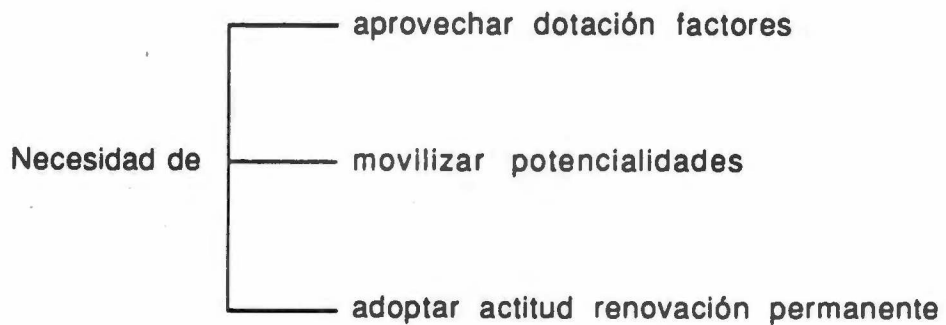 aprovechar dotación factores
Necesidad de
movilizar potencialidades
adoptar actitud renovación permanente